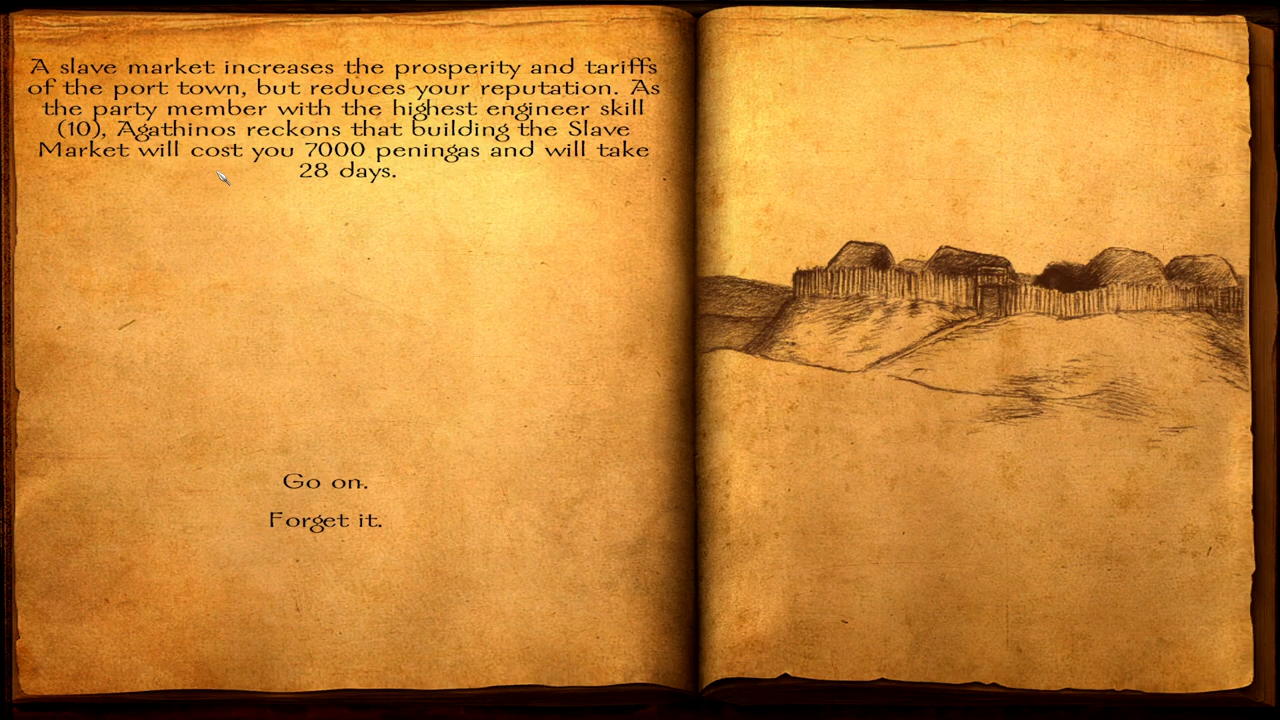 A slave market increases the prosperity and tariffs
of the port town, but reduces your reputation. As
the party member with the highest engineer skill
(10), Agathinos reckons that building the Slave
Market will cost you 7000 peningas and will take
28 days.
Go on.
Forget it.